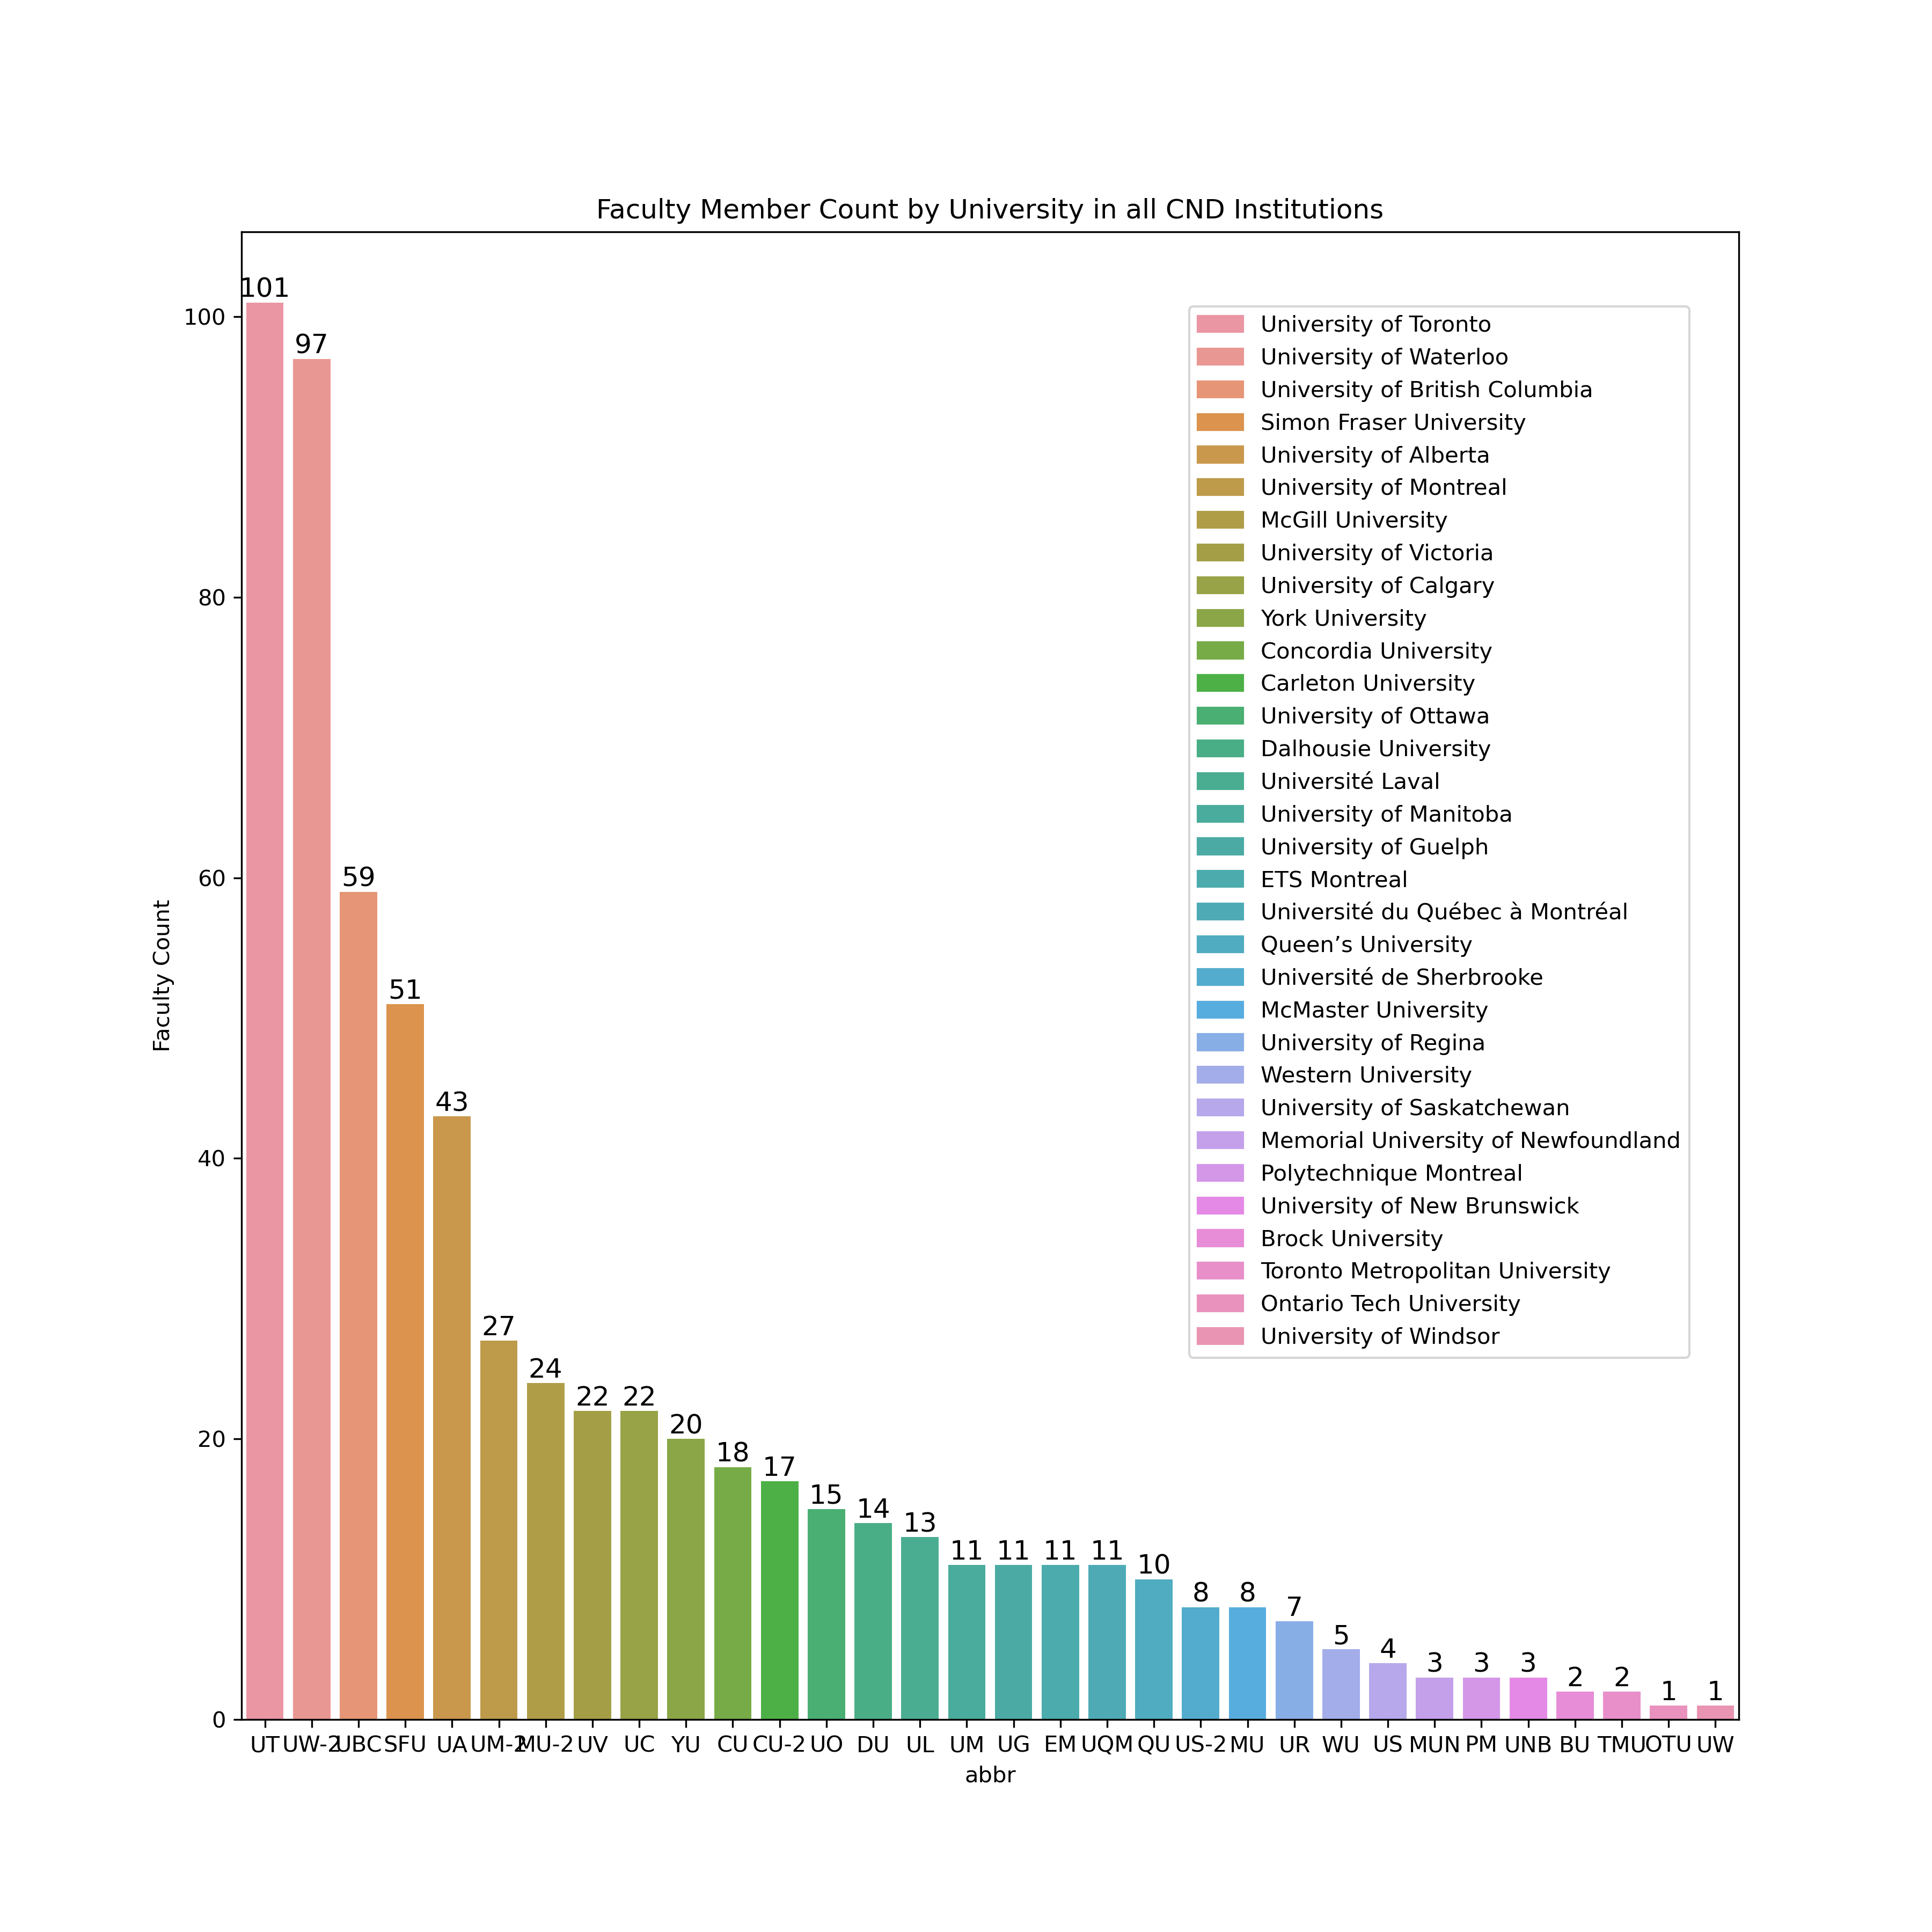 Faculty Member Count by University in all CND Institutions
101
97
59
51
43
27
24
22
22
20
18
17
15
14
13
11
11
11
11
10
8
8
7
5
4
3
3
3
2
2
1
1
100
80
60
40
20
0
Faculty Count
University of Toronto
University of Waterloo
University of British Columbia
Simon Fraser University
University of Alberta
University of Montreal
McGill University
University of Victoria
University of Calgary
York University
Concordia University
Carleton University
University of Ottawa
Dalhousie University
Université Laval
University of Manitoba
University of Guelph
ETS Montreal
Université du Québec à Montréal
Queen’s University
Université de Sherbrooke
McMaster University
University of Regina
Western University
University of Saskatchewan
Memorial University of Newfoundland
Polytechnique Montreal
University of New Brunswick
Brock University
Toronto Metropolitan University
Ontario Tech University
University of Windsor
UT UW-2 UBC SFU UA UM-2 MU-2 UV UC YU CU CU-2 UO DU UL UM UG EM UQM QU US-2 MU UR WU US MUN PM UNB BU TMU OTU UW
abbr